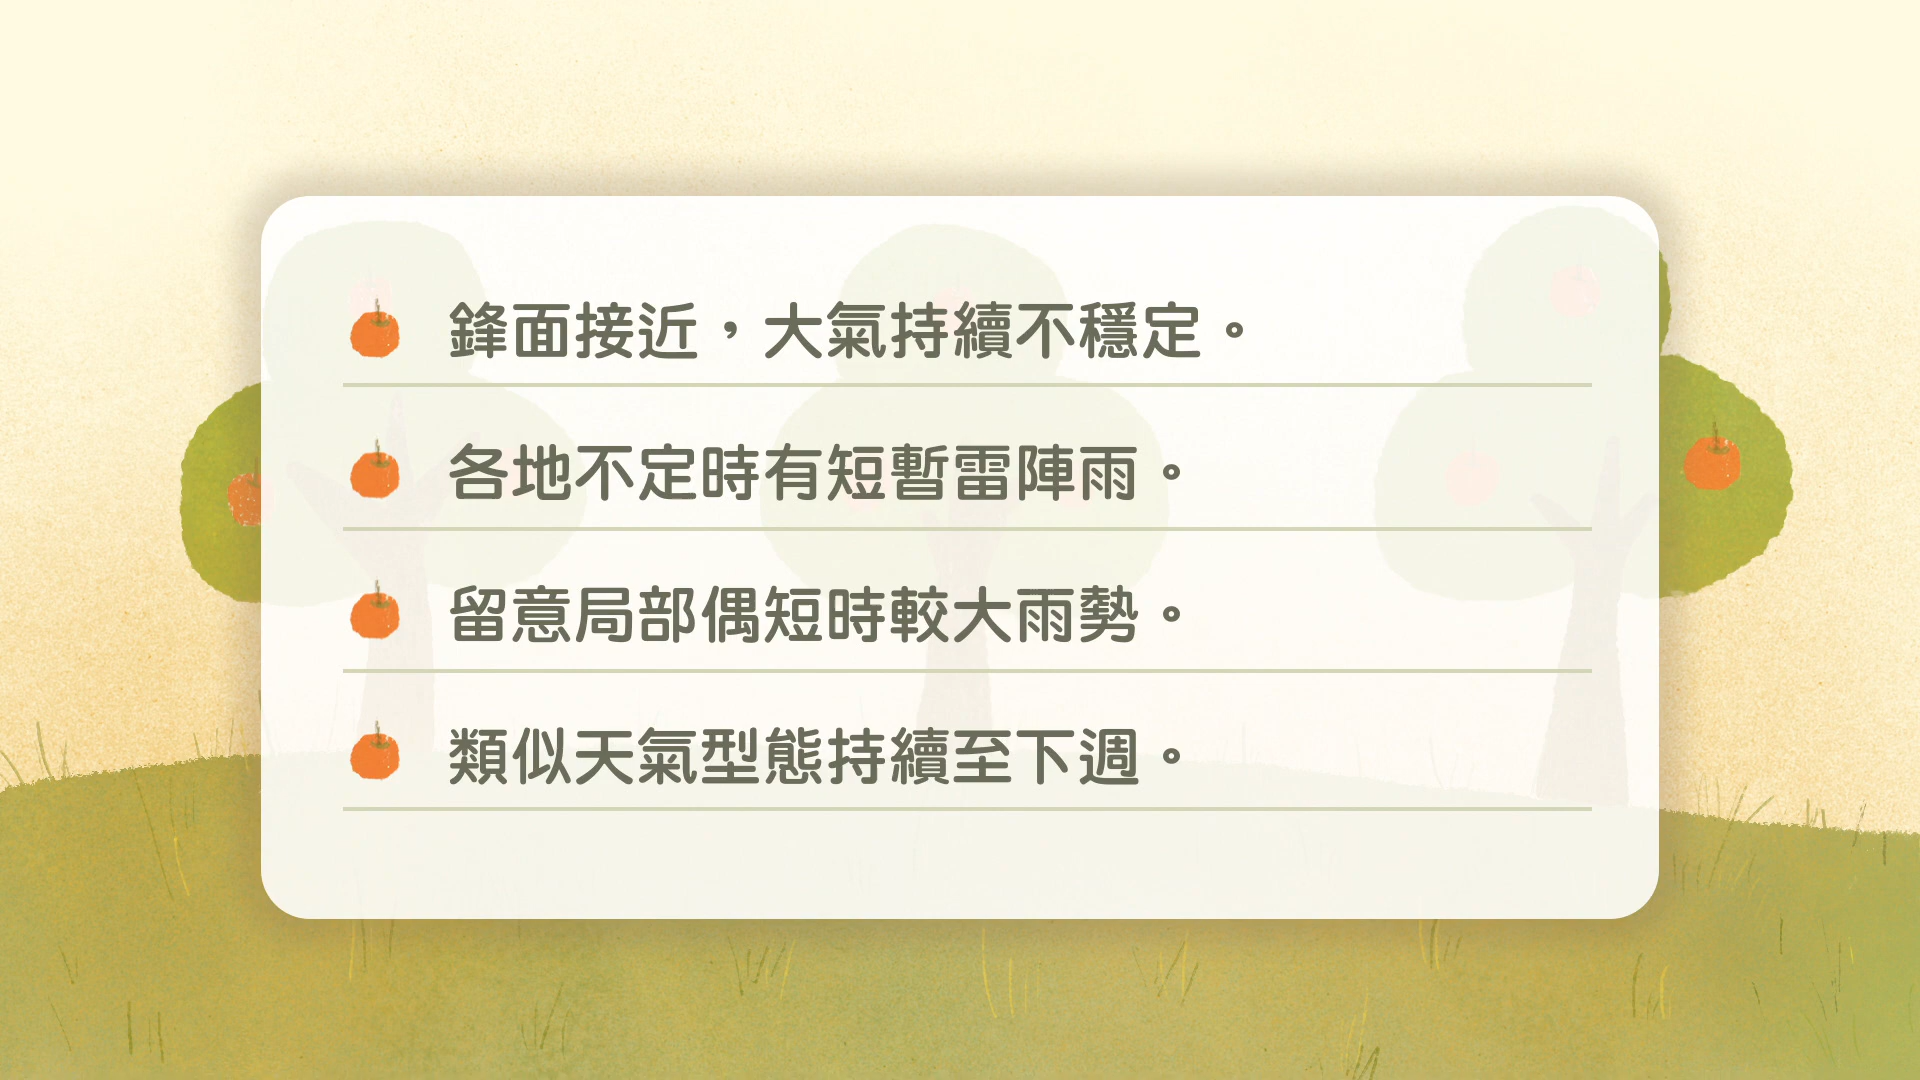 鋒面接近，大氣持續不穩定。
各地不定時有短暫雷陣雨。
留意局部偶短時較大雨勢。
類似天氣型態持續至下週。